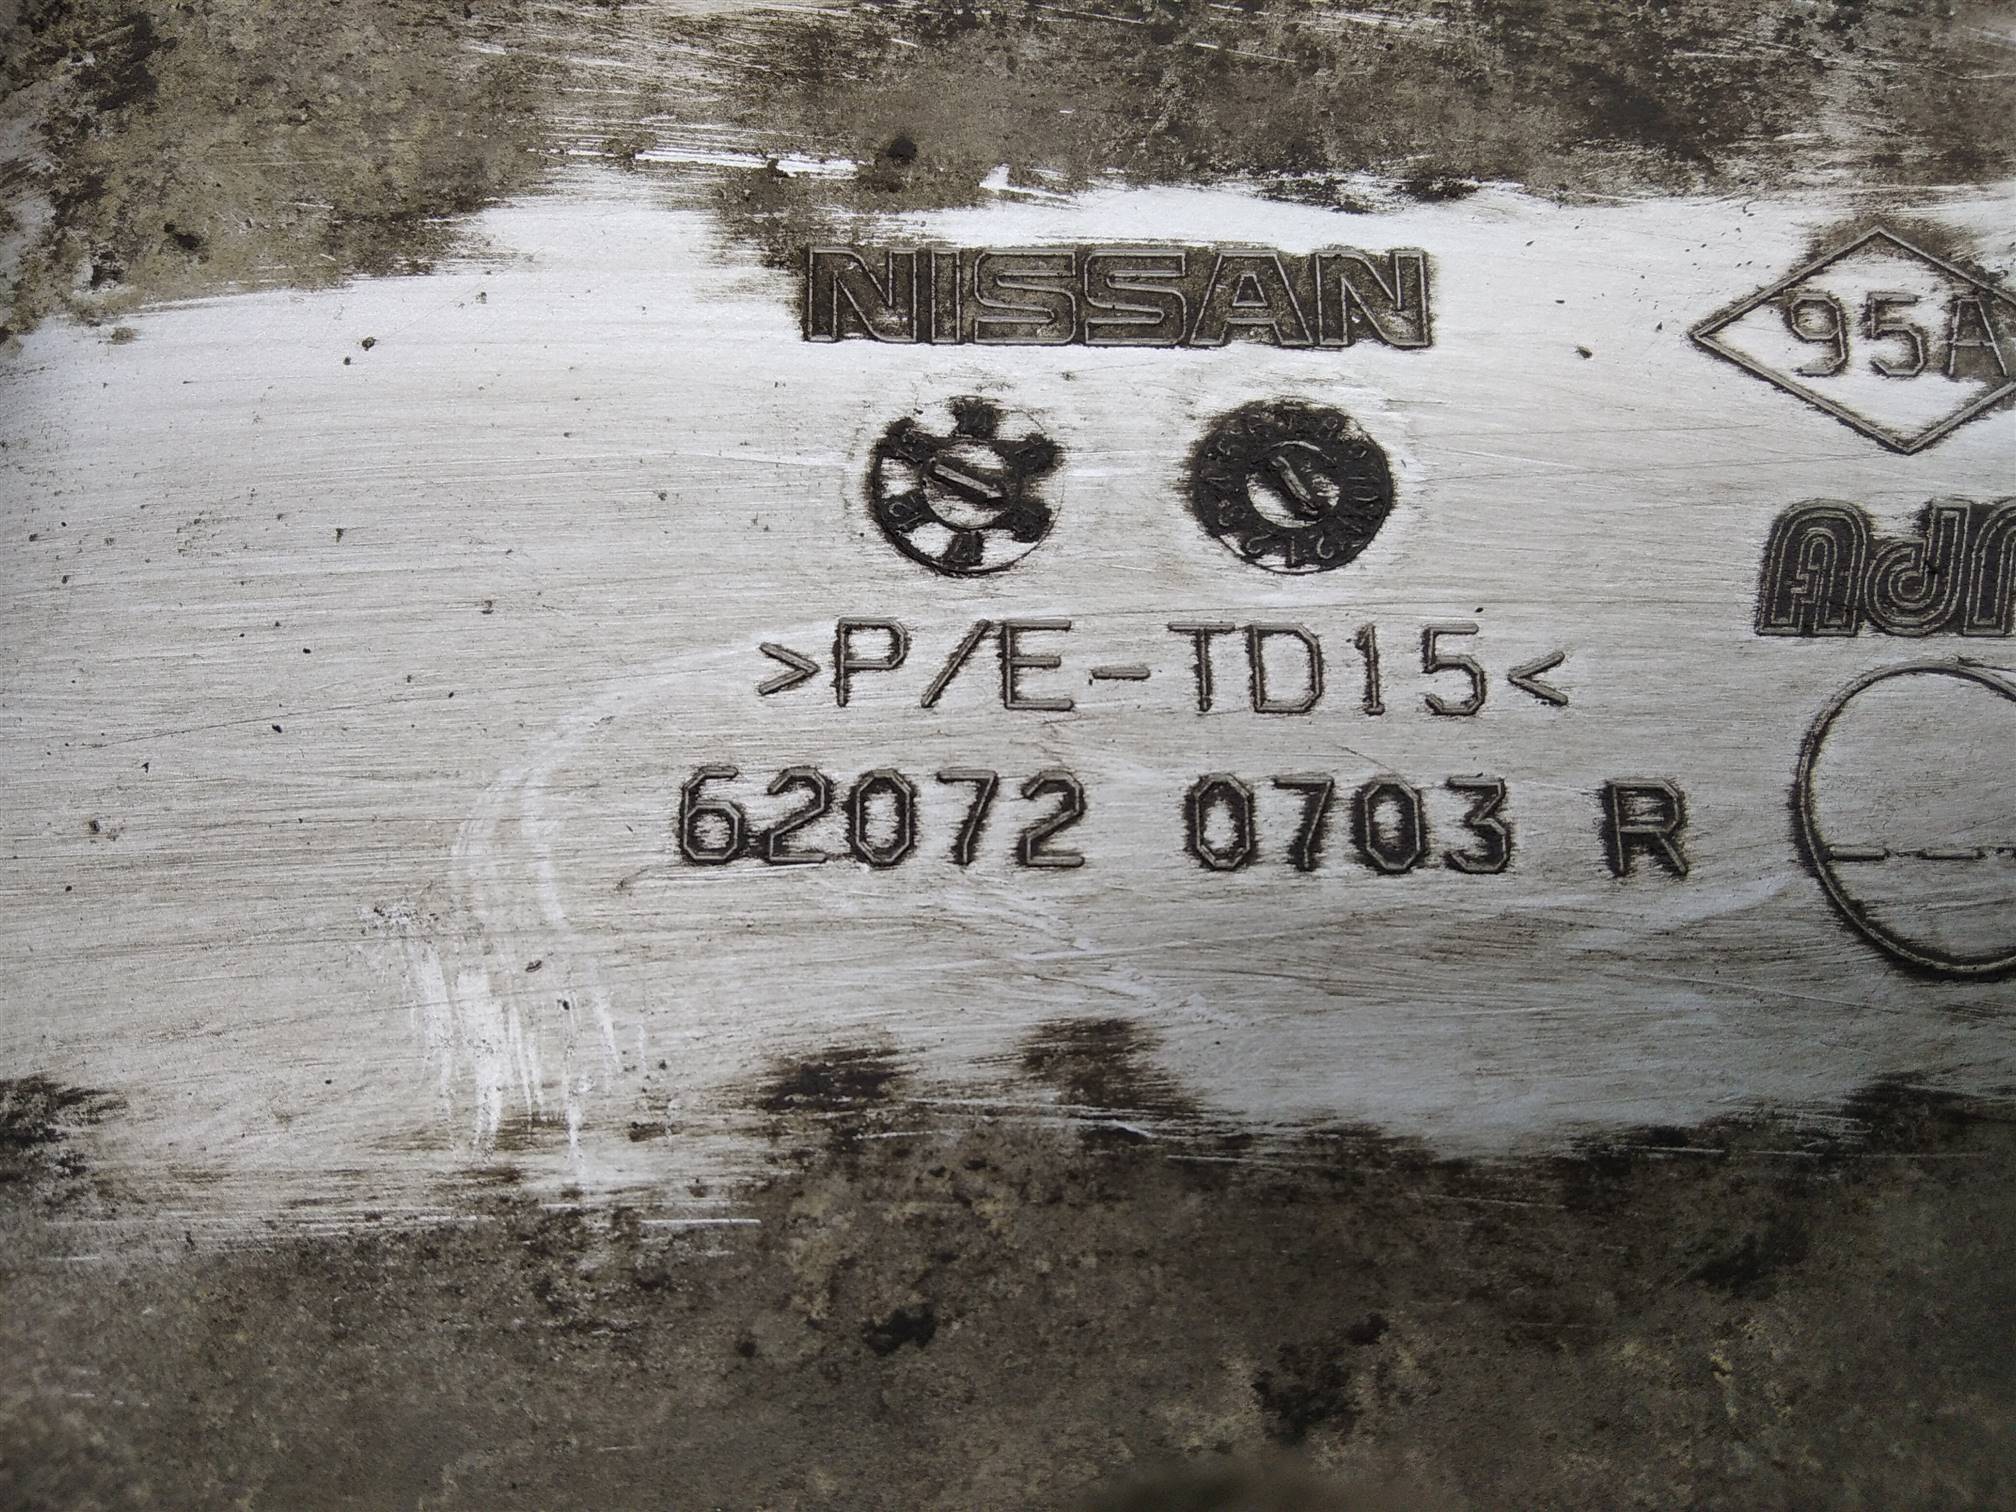 NISSAN
95A
>P/E-TD15<
62072 0703 R